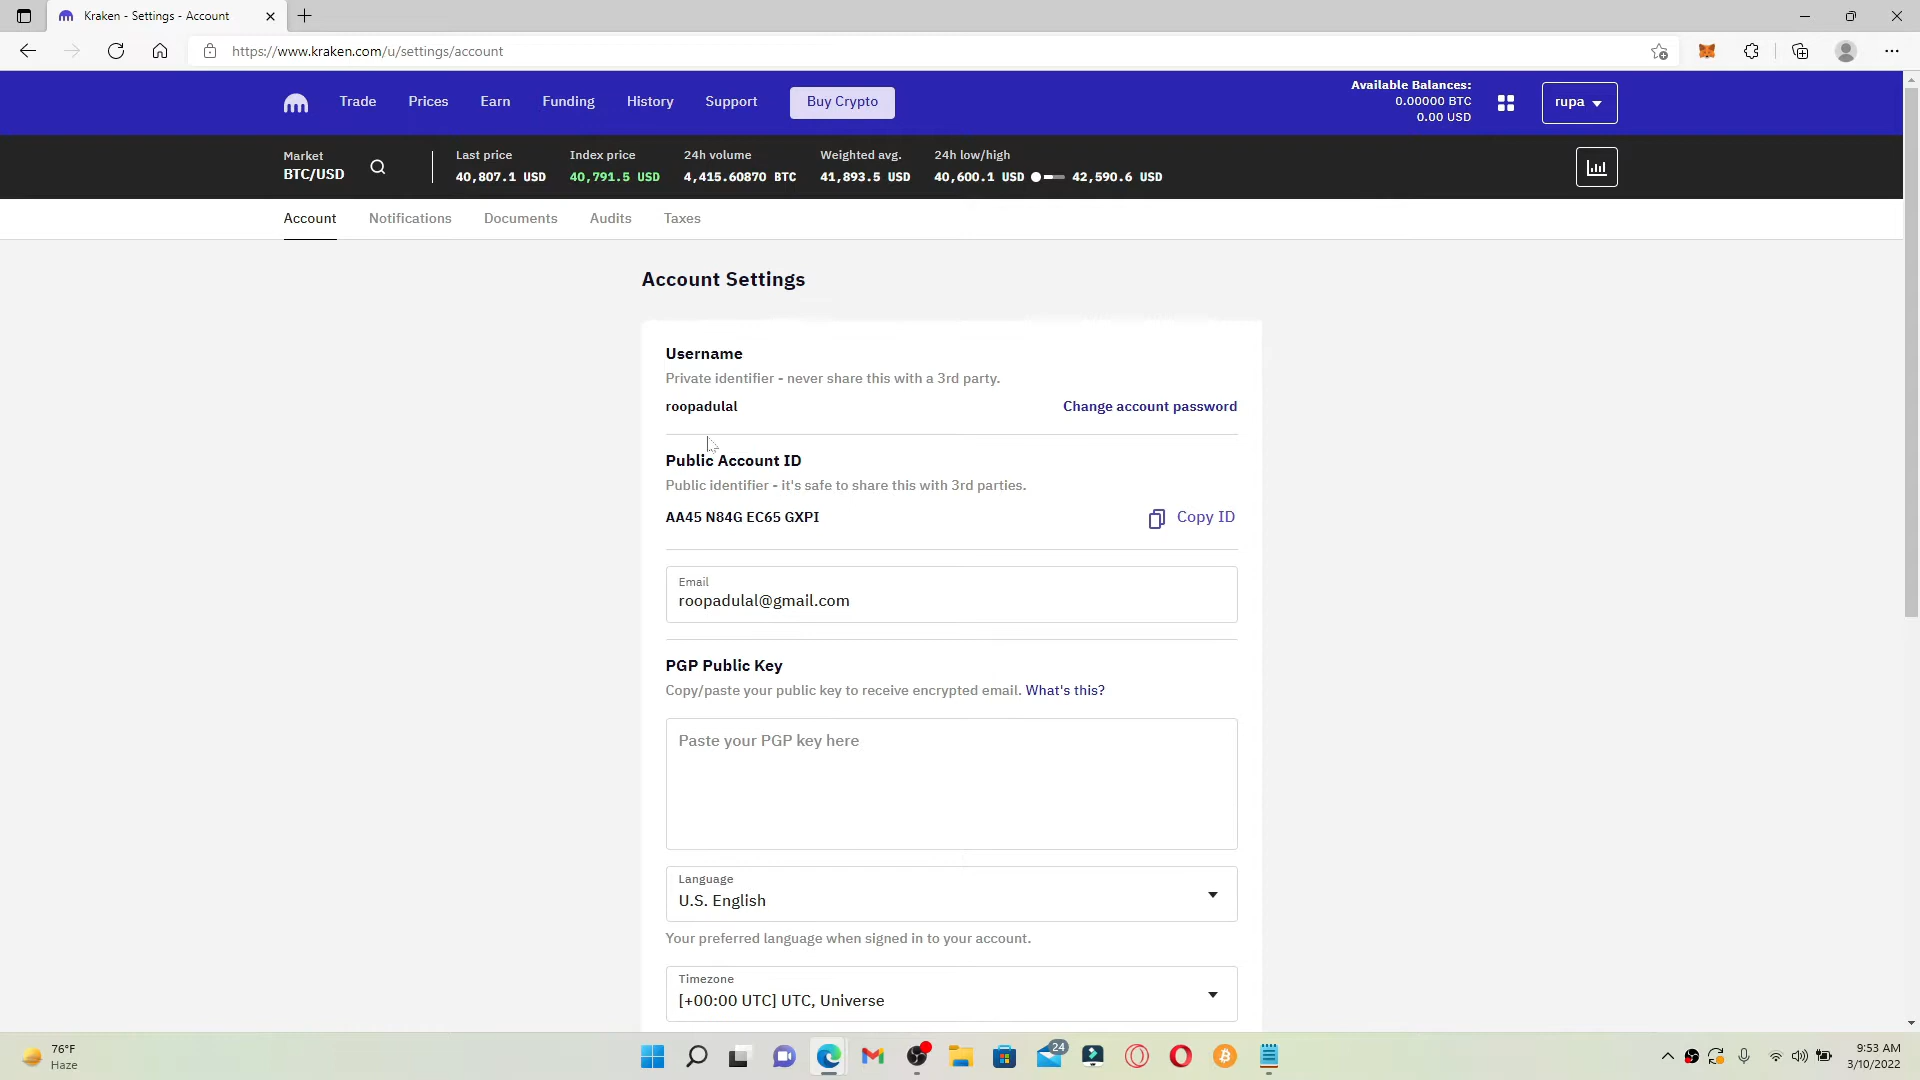 Kraken - Settings - Account
https://www.kraken.com/u/settings/account
Trade
Prices
Earn
Funding
History
Support
Buy Crypto
Available Balances:
0.00000 BTC
0.00 USD
rupa
Market
BTC/USD
Last price
40,807.1 USD
Index price
40,791.5 USD
24h volume
4,415.60870 BTC
Weighted avg.
41,893.5 USD
24h low/high
40,600.1 USD
42,590.6 USD
Account
Notifications
Documents
Audits
Taxes
Account Settings
Username
Private identifier - never share this with a 3rd party.
roopadulal
Change account password
Public Account ID
Public identifier - it's safe to share this with 3rd parties.
AA45 N84G EC65 GXPI
Copy ID
Email
roopadulal@gmail.com
PGP Public Key
Copy/paste your public key to receive encrypted email. What's this?
Paste your PGP key here
Language
U.S. English
Your preferred language when signed in to your account.
Timezone
[+00:00 UTC] UTC, Universe
76°F
Haze
24
9:53 AM
3/10/2022